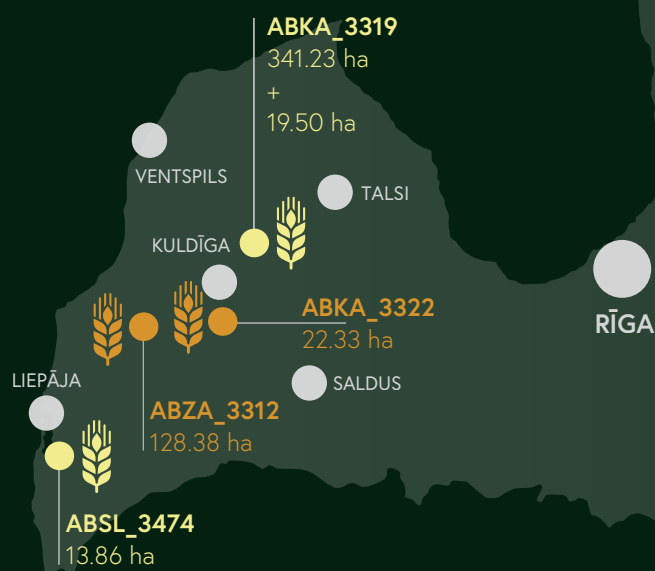 ABKA_3319
341.23 ha
+
19.50 ha
VENTSPILS
TALSI
KULDĪGA
ABKA_3322
22.33 ha
RĪGA
LIEPĀJA
SALDUS
ABZA_3312
128.38 ha
ABSL_3474
13.86 ha